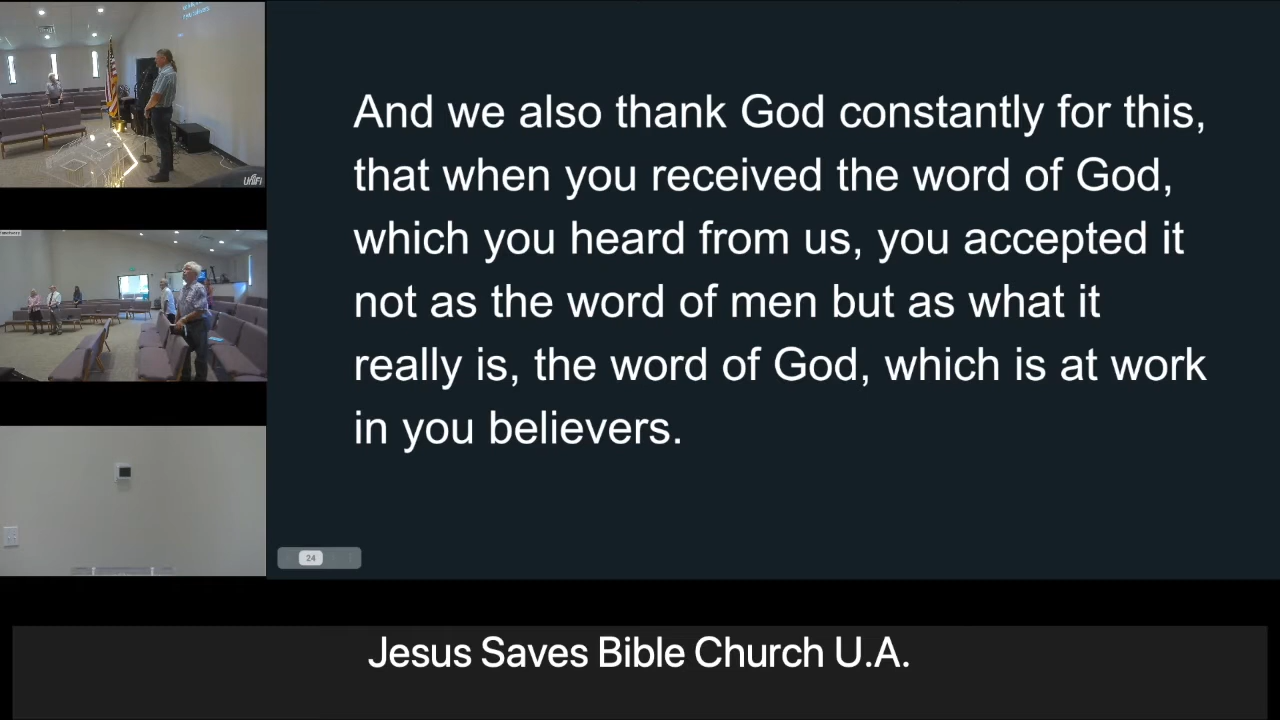 And we also thank God constantly for this,
that when you received the word of God,
which you heard from us, you accepted it
not as the word of men but as what it
really is, the word of God, which is at work
in you believers.
24
Jesus Saves Bible Church U.A.
UniFi